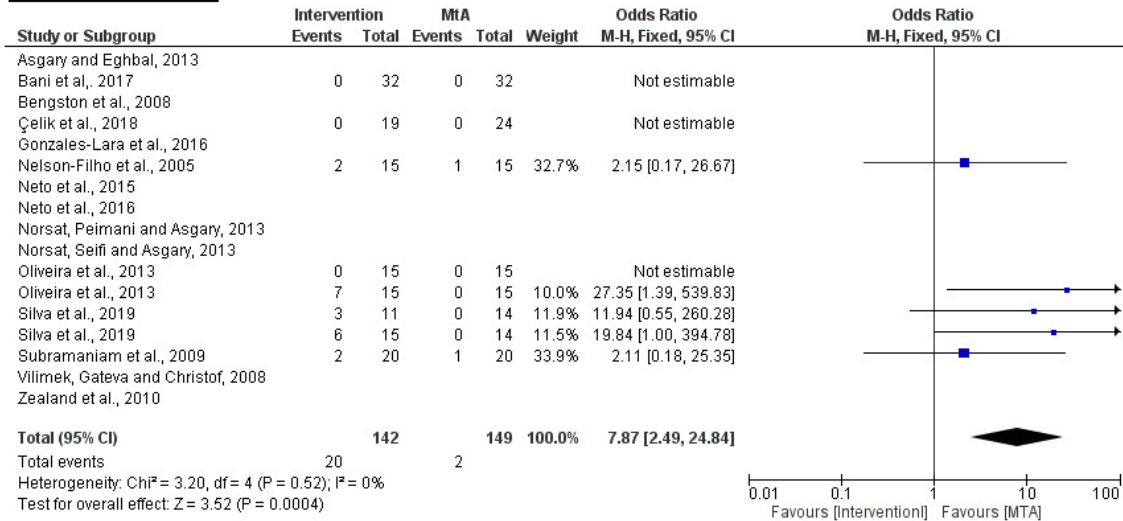 Intervention MtA Odds Ratio Odds Ratio
Study or Subgroup Events Total Events Total Weight M-H, Fixed, 95% CI M-H, Fixed, 95% CI
Asgary and Eghbal, 2013
Bani et al,. 2017 0 32 0 32 Not estimable
Bengston et al., 2008
Çelik et al., 2018 0 19 0 24 Not estimable
Gonzales-Lara et al., 2016
Nelson-Filho et al., 2005 2 15 1 15 32.7% 2.15 [0.17, 26.67]
Neto et al., 2015
Neto et al., 2016
Norsat, Peimani and Asgary, 2013
Norsat, Seifi and Asgary, 2013
Oliveira et al., 2013 0 15 0 15 Not estimable
Oliveira et al., 2013 7 15 0 15 10.0% 27.35 [1.39, 539.83]
Silva et al., 2019 3 11 0 14 11.9% 11.94 [0.55, 260.28]
Silva et al., 2019 6 15 0 14 11.5% 19.84 [1.00, 394.78]
Subramaniam et al., 2009 2 20 1 20 33.9% 2.11 [0.18, 25.35]
Vilimek, Gateva and Christof, 2008
Zealand et al., 2010
Total (95% CI) 142 149 100.0% 7.87 [2.49, 24.84]
Total events 20 2
Heterogeneity: Chi² = 3.20, df = 4 (P = 0.52); I² = 0%
Test for overall effect: Z = 3.52 (P = 0.0004)
0.01 0.1 1 10 100
Favours [Interventionl] Favours [MTA]